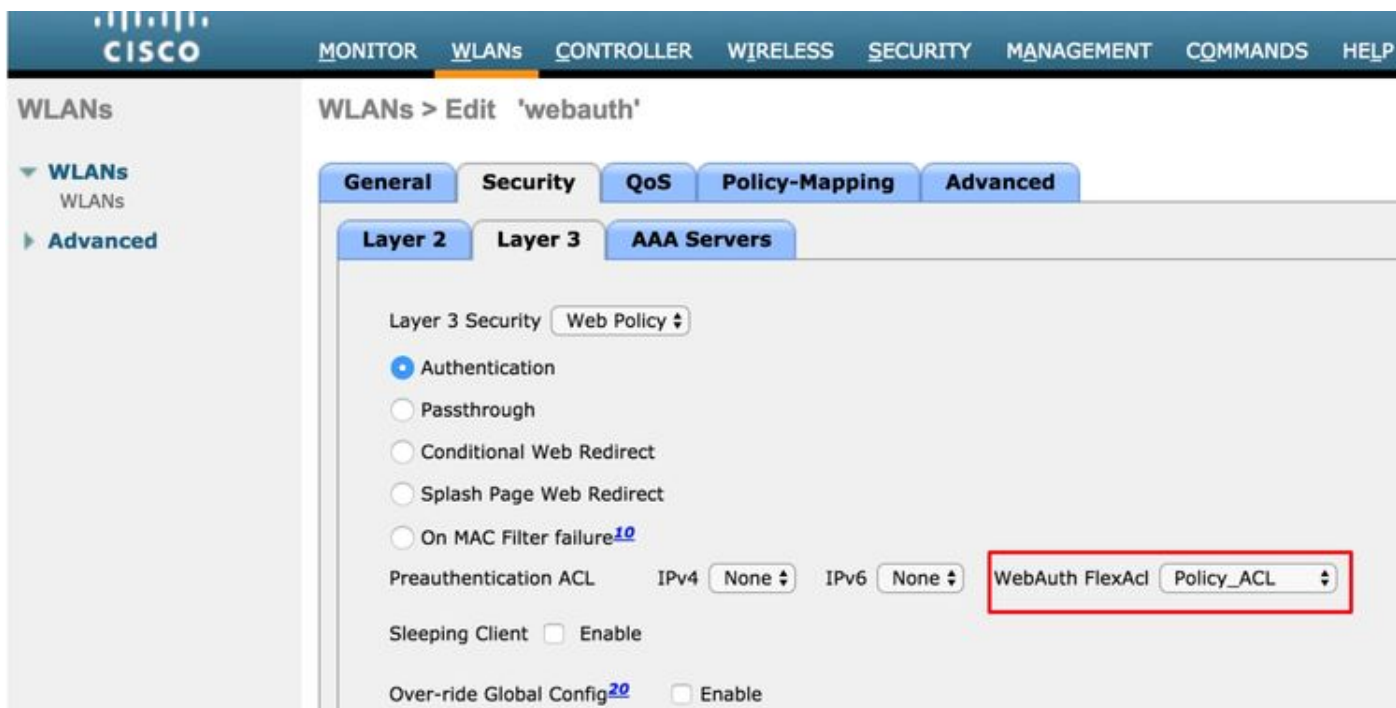 CISCO
MONITOR WLANs CONTROLLER WIRELESS SECURITY MANAGEMENT COMMANDS HELP
WLANs
WLANs
WLANs
Advanced
WLANs > Edit 'webauth'
General Security QoS Policy-Mapping Advanced
Layer 2 Layer 3 AAA Servers
Layer 3 Security Web Policy
Authentication
Passthrough
Conditional Web Redirect
Splash Page Web Redirect
On MAC Filter failure10
Preauthentication ACL IPv4 None IPv6 None WebAuth FlexAcl Policy_ACL
Sleeping Client Enable
Over-ride Global Config20 Enable